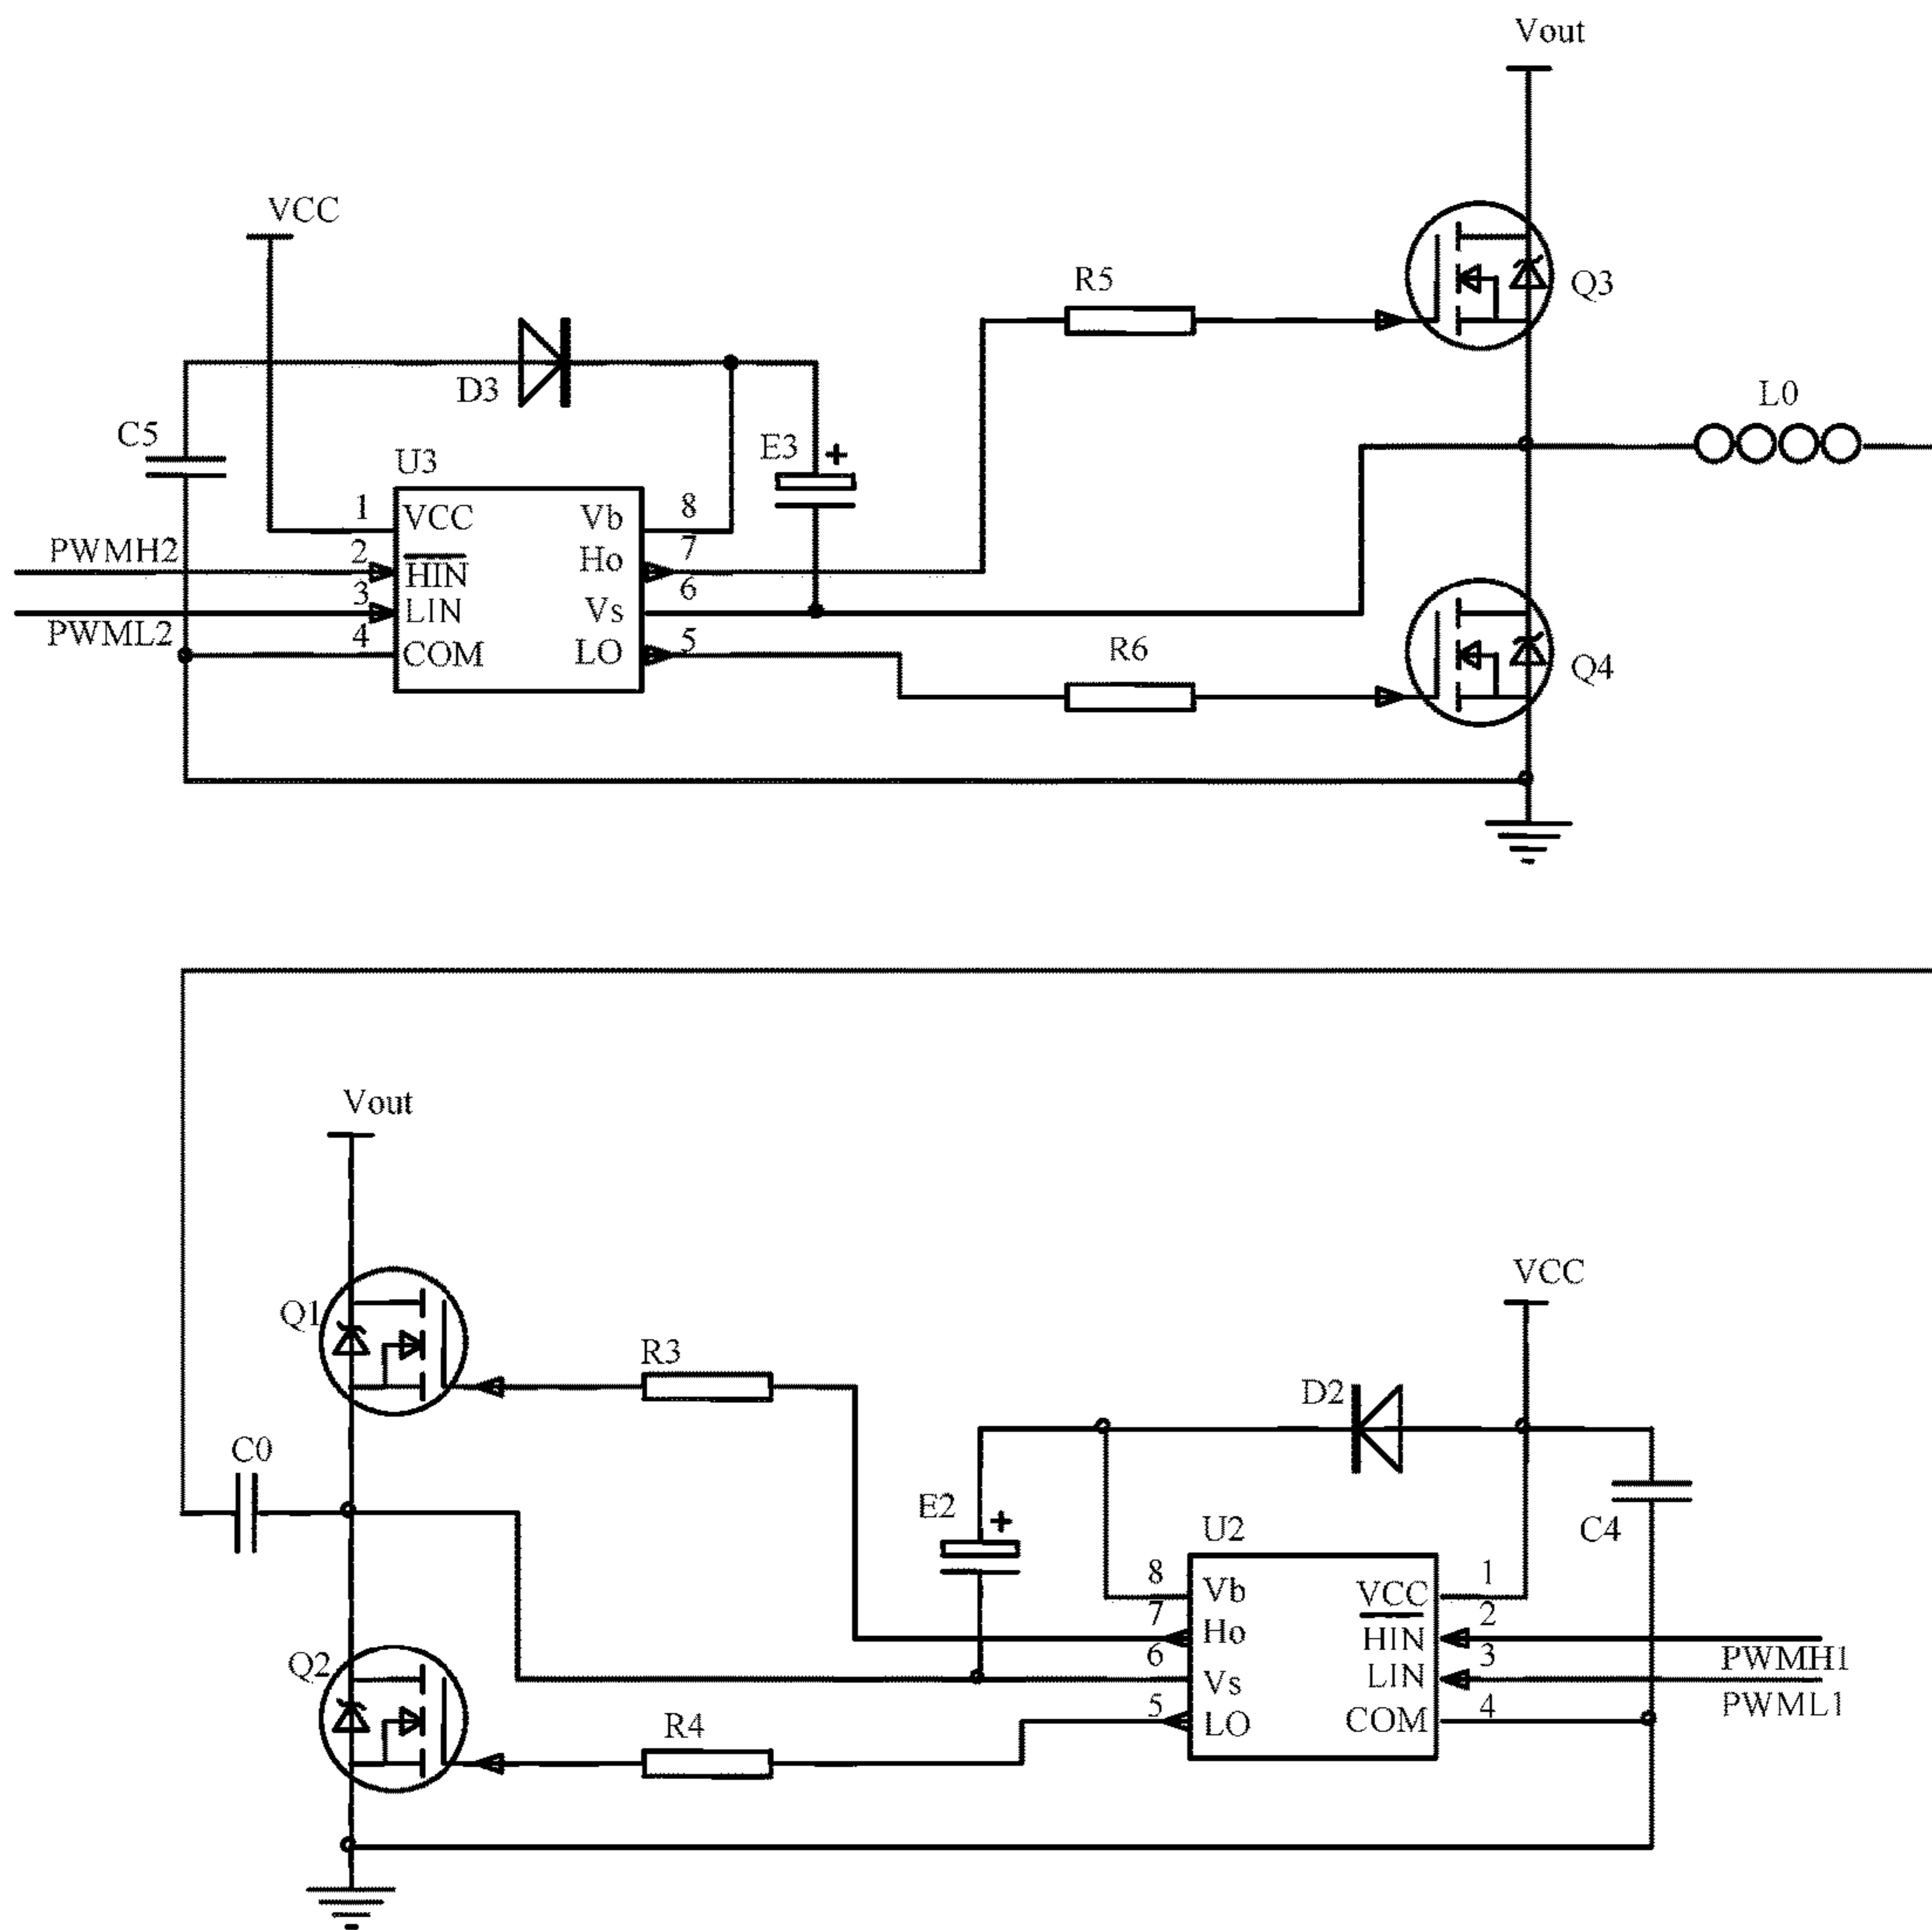 Vout
VCC
R5
Q3
D3
L0
C5
E3 +
U3
1 VCC Vb 8
PWMH2 2 HIN Ho 7
3 LIN Vs 6
PWML2 4 COM LO 5
R6
Q4
Vout
VCC
Q1
R3
D2
C0
E2 +
U2
C4
8 Vb VCC 1
7 Ho HIN 2
6 Vs LIN 3 PWMH1
5 LO COM 4 PWML1
Q2
R4